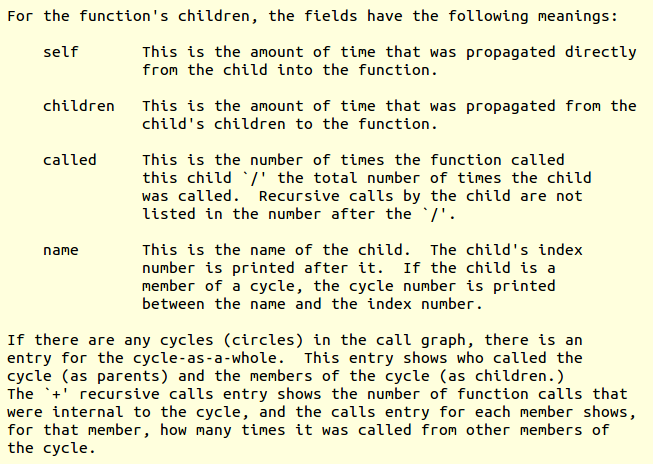 For the function's children, the fields have the following meanings:
self This is the amount of time that was propagated directly
from the child into the function.
children This is the amount of time that was propagated from the
child's children to the function.
called This is the number of times the function called
this child `/' the total number of times the child
was called. Recursive calls by the child are not
listed in the number after the `/'.
name This is the name of the child. The child's index
number is printed after it. If the child is a
member of a cycle, the cycle number is printed
between the name and the index number.
If there are any cycles (circles) in the call graph, there is an
entry for the cycle-as-a-whole. This entry shows who called the
cycle (as parents) and the members of the cycle (as children.)
The `+' recursive calls entry shows the number of function calls that
were internal to the cycle, and the calls entry for each member shows,
for that member, how many times it was called from other members of
the cycle.